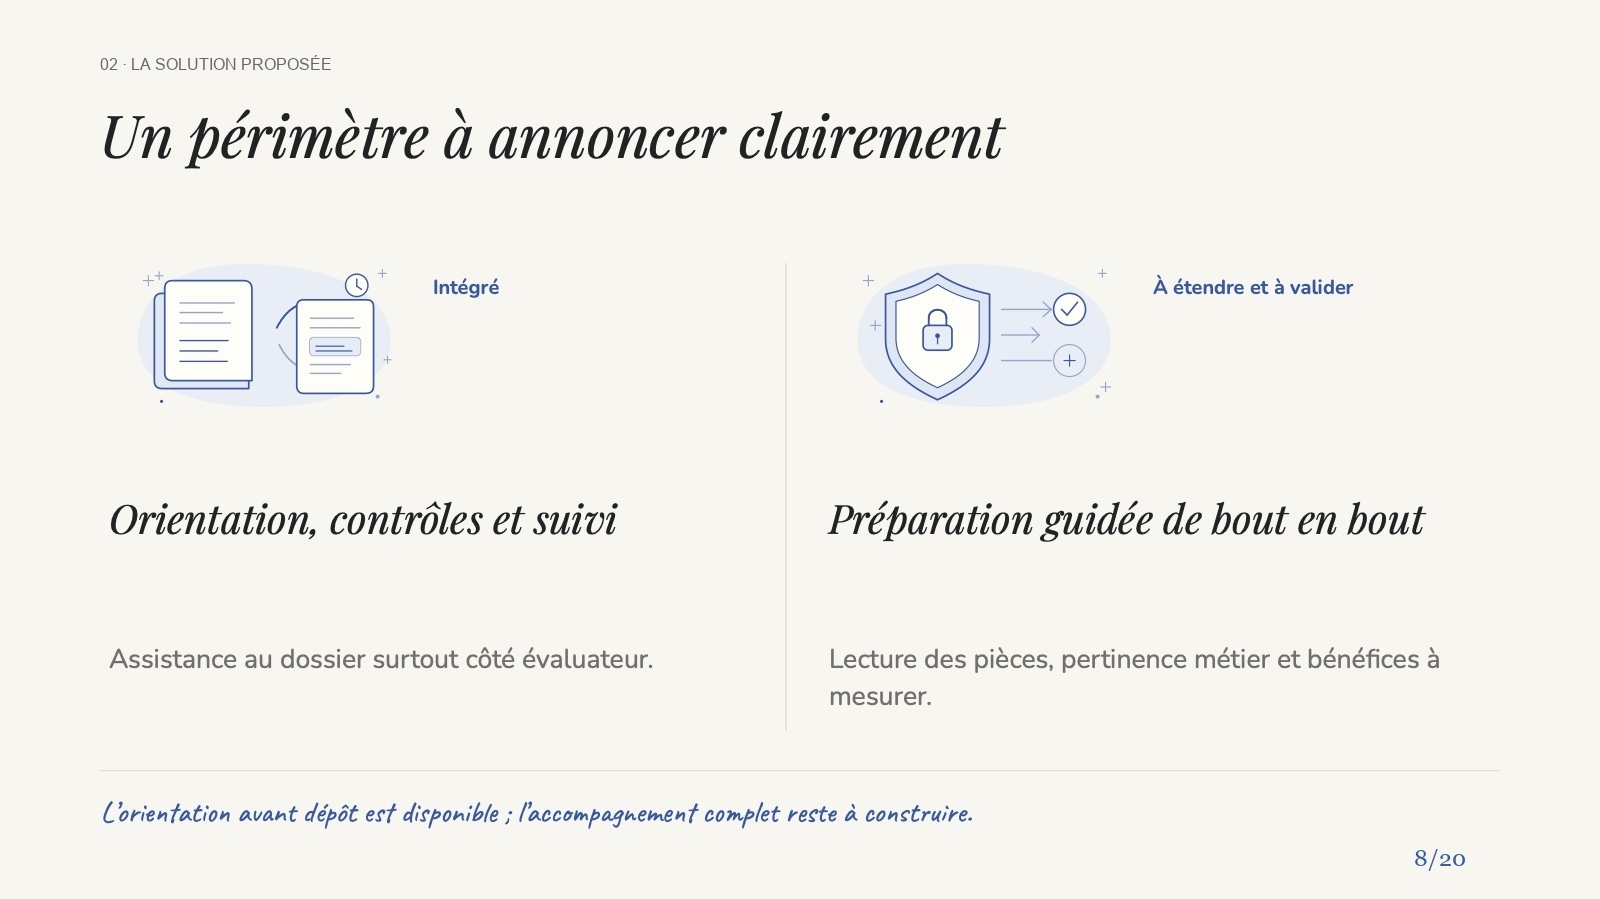 02 · LA SOLUTION PROPOSÉE
Un périmètre à annoncer clairement
Intégré
Orientation, contrôles et suivi
Assistance au dossier surtout côté évaluateur.
À étendre et à valider
Préparation guidée de bout en bout
Lecture des pièces, pertinence métier et bénéfices à
mesurer.
L’orientation avant dépôt est disponible ; l’accompagnement complet reste à construire.
8/20